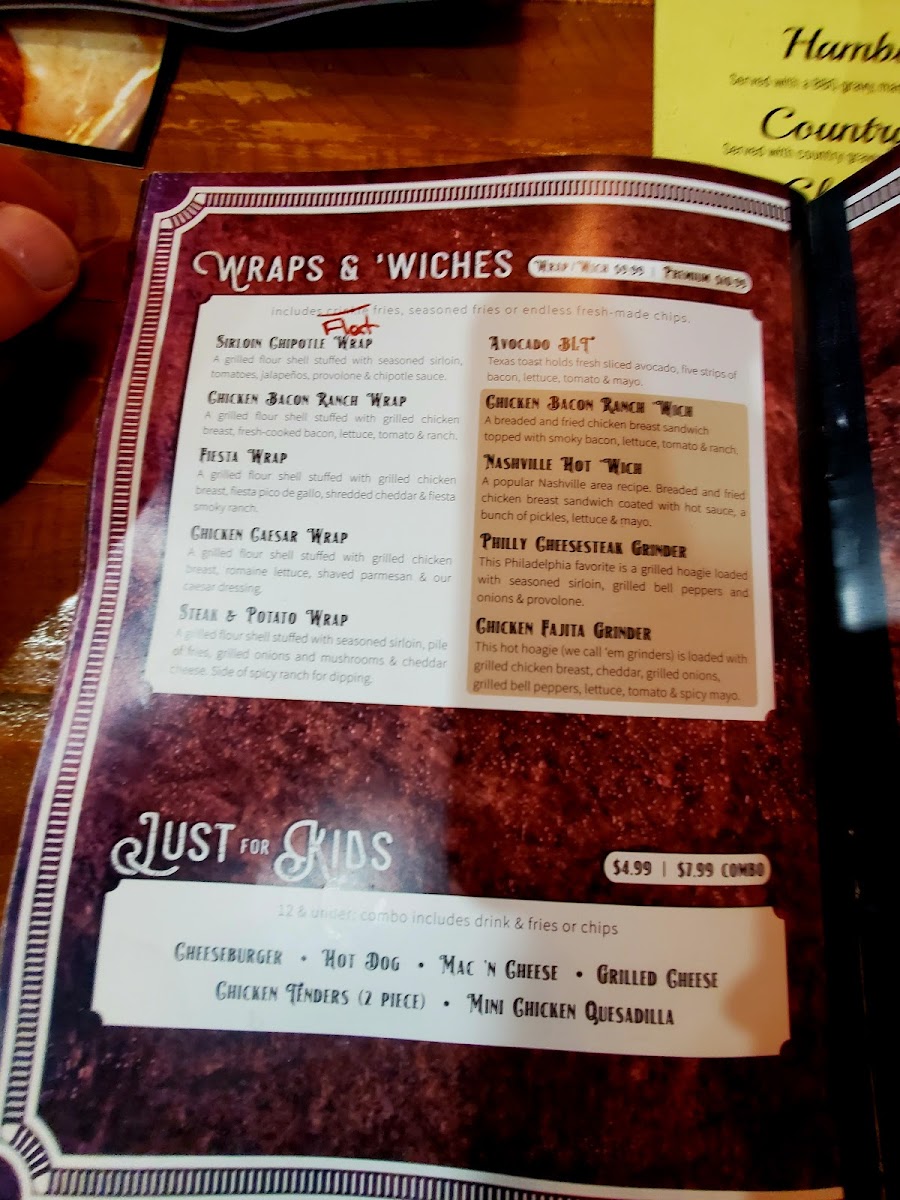 Hamb
Served with a BBQ gravy,
Country
Served with country
WRAPS & 'WICHES
WRAP/WICH $9.99 | PREMIUM $10.99
includes crinkle fries, seasoned fries or endless fresh-made chips.
Flat
SIRLOIN CHIPOTLE WRAP
A grilled flour shell stuffed with seasoned sirloin,
tomatoes, jalapeños, provolone & chipotle sauce.
CHICKEN BACON RANCH WRAP
A grilled flour shell stuffed with grilled chicken
breast, fresh-cooked bacon, lettuce, tomato & ranch.
FIESTA WRAP
A grilled flour shell stuffed with grilled chicken
breast, fiesta pico de gallo, shredded cheddar & fiesta
smoky ranch.
CHICKEN CAESAR WRAP
A grilled flour shell stuffed with grilled chicken
breast, romaine lettuce, shaved parmesan & our
caesar dressing.
STEAK & POTATO WRAP
A grilled flour shell stuffed with seasoned sirloin, pile
of fries, grilled onions and mushrooms & cheddar
cheese. Side of spicy ranch for dipping.
AVOCADO BLT
Texas toast holds fresh sliced avocado, five strips of
bacon, lettuce, tomato & mayo.
CHICKEN BACON RANCH WICH
A breaded and fried chicken breast sandwich
topped with smoky bacon, lettuce, tomato & ranch.
NASHVILLE HOT WICH
A popular Nashville area recipe. Breaded and fried
chicken breast sandwich coated with hot sauce, a
bunch of pickles, lettuce & mayo.
PHILLY CHEESESTEAK GRINDER
This Philadelphia favorite is a grilled hoagie loaded
with seasoned sirloin, grilled bell peppers and
onions & provolone.
CHICKEN FAJITA GRINDER
This hot hoagie (we call 'em grinders) is loaded with
grilled chicken breast, cheddar, grilled onions,
grilled bell peppers, lettuce, tomato & spicy mayo.
JUST FOR KIDS
$4.99 | $7.99 COMBO
12 & under: combo includes drink & fries or chips
CHEESEBURGER • HOT DOG • MAC 'N CHEESE • GRILLED CHEESE
CHICKEN TENDERS (2 PIECE) • MINI CHICKEN QUESADILLA